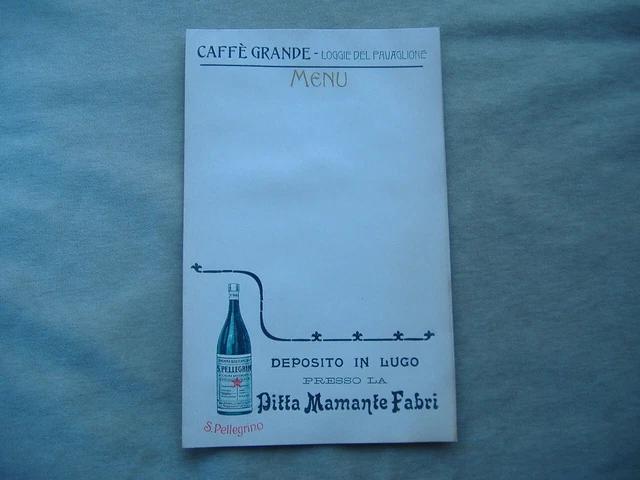 CAFFÈ GRANDE - LOGGIE DEL PAVAGLIONE
MENU
S. PELLEGRINO
DEPOSITO IN LUGO
PRESSO LA
Ditta Mamante Fabri
S. Pellegrino